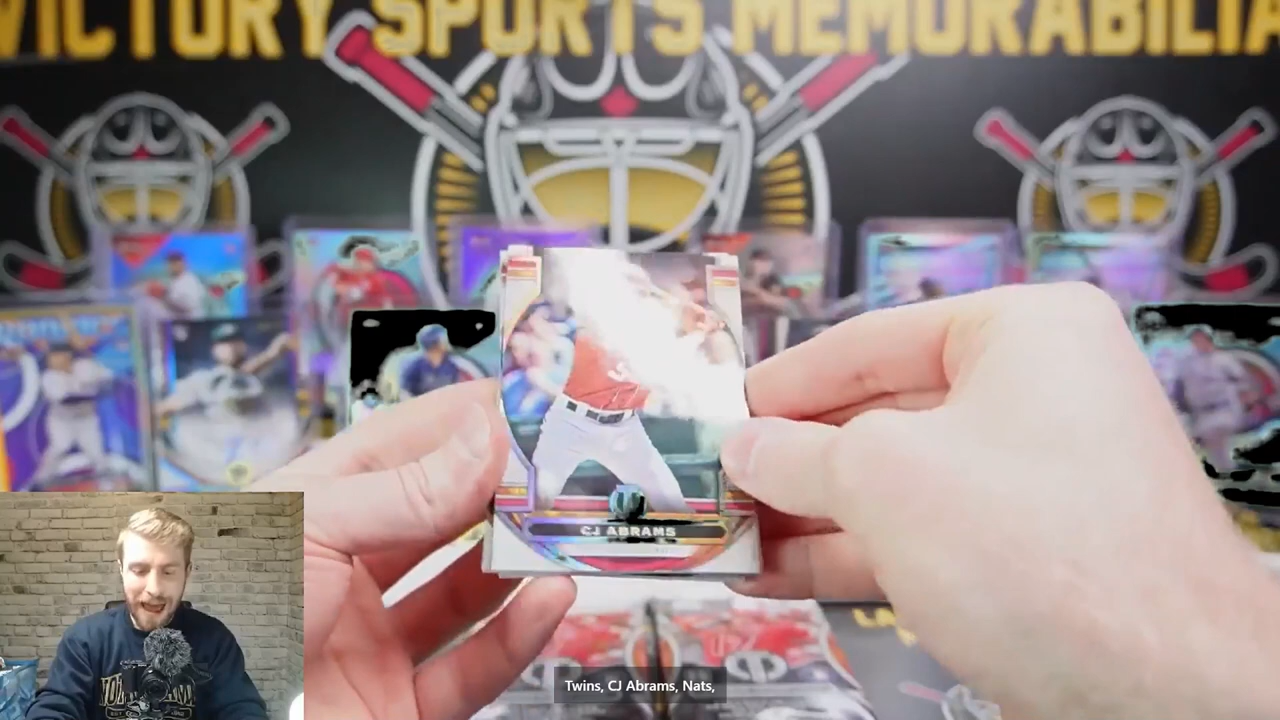 VICTORY SPORTS MEMORABILIA
CJ ABRAMS
Twins, CJ Abrams, Nats,